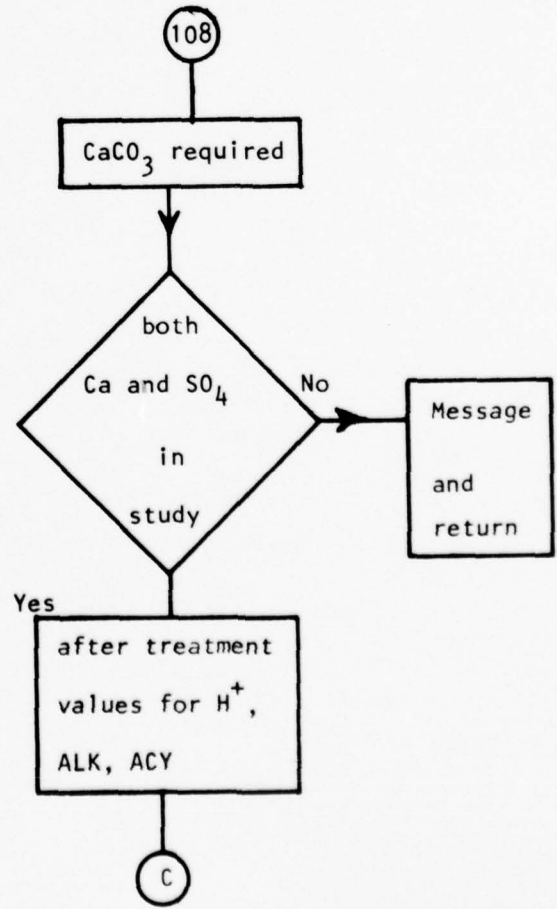 108
CaCO₃ required
both
Ca and SO₄
in
study
No
Message
and
return
Yes
after treatment
values for H⁺,
ALK, ACY
C